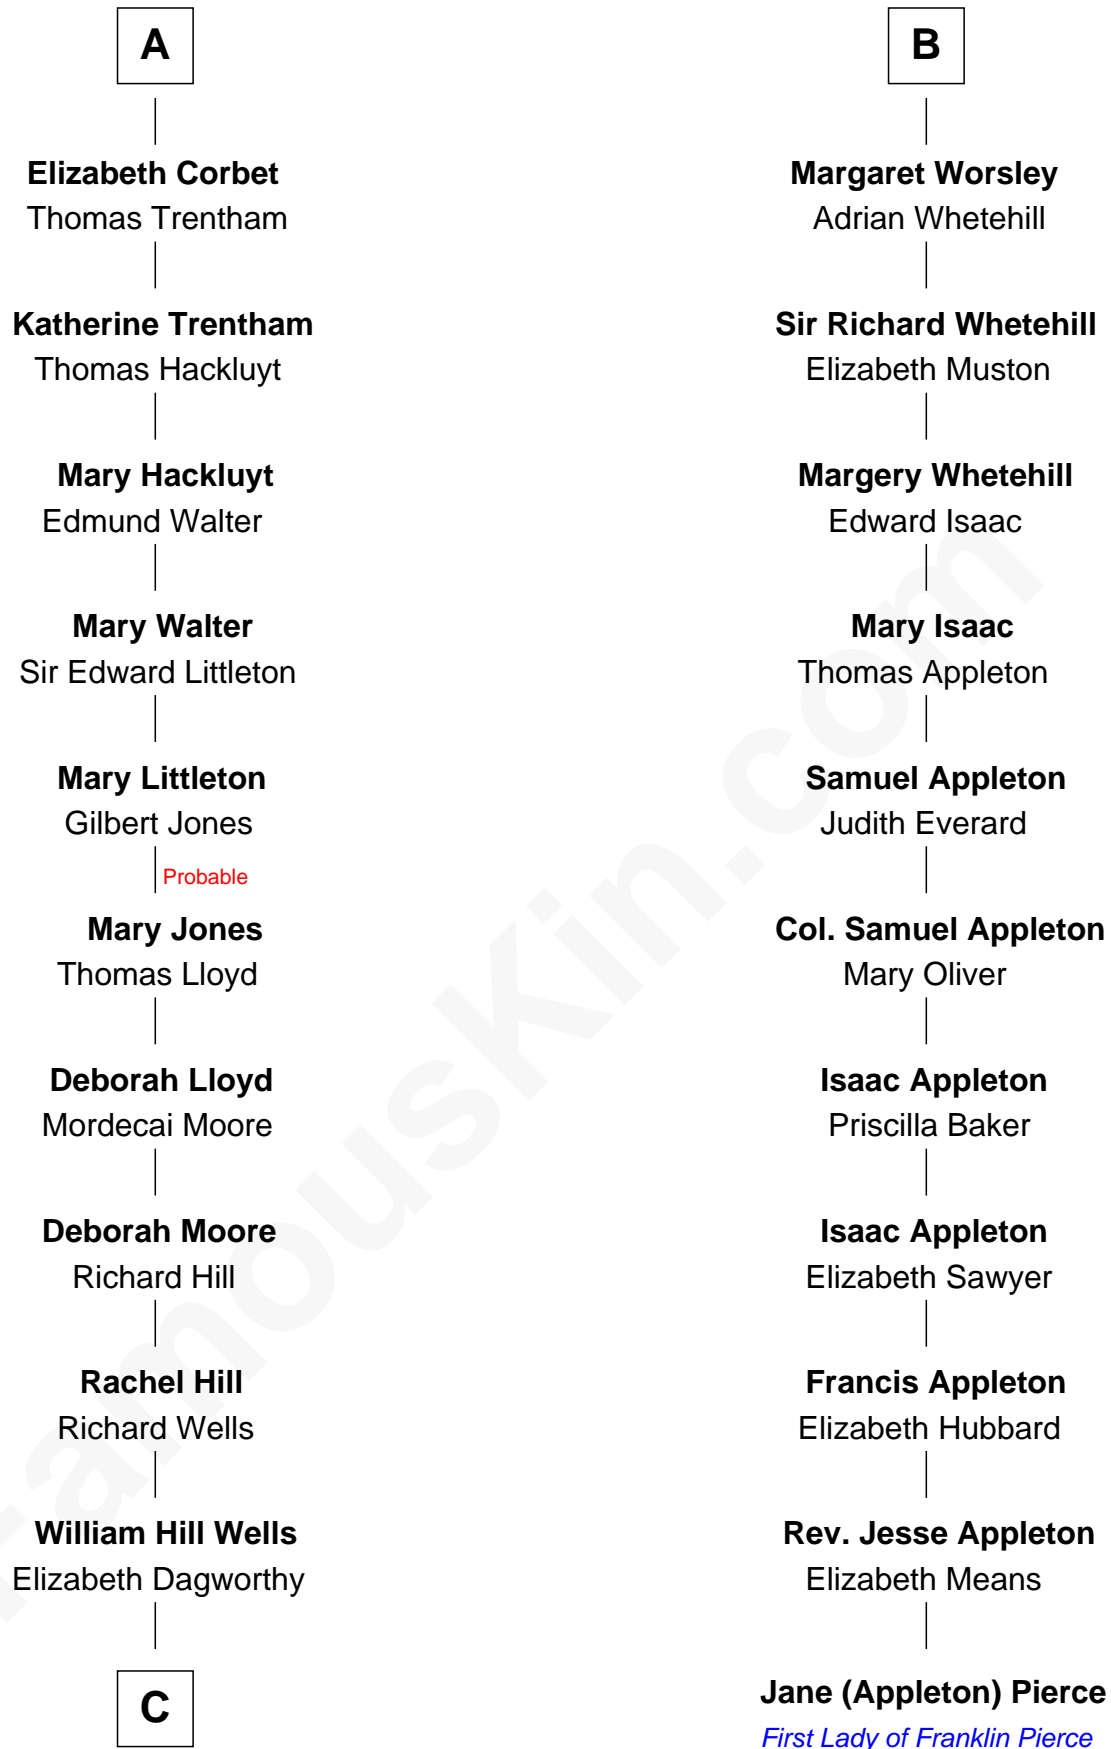 A
Elizabeth Corbet
Thomas Trentham
Katherine Trentham
Thomas Hackluyt
Mary Hackluyt
Edmund Walter
Mary Walter
Sir Edward Littleton
Mary Littleton
Gilbert Jones
Probable
Mary Jones
Thomas Lloyd
Deborah Lloyd
Mordecai Moore
Deborah Moore
Richard Hill
Rachel Hill
Richard Wells
William Hill Wells
Elizabeth Dagworthy
C
B
Margaret Worsley
Adrian Whetehill
Sir Richard Whetehill
Elizabeth Muston
Margery Whetehill
Edward Isaac
Mary Isaac
Thomas Appleton
Samuel Appleton
Judith Everard
Col. Samuel Appleton
Mary Oliver
Isaac Appleton
Priscilla Baker
Isaac Appleton
Elizabeth Sawyer
Francis Appleton
Elizabeth Hubbard
Rev. Jesse Appleton
Elizabeth Means
Jane (Appleton) Pierce
First Lady of Franklin Pierce
FamousKin.com